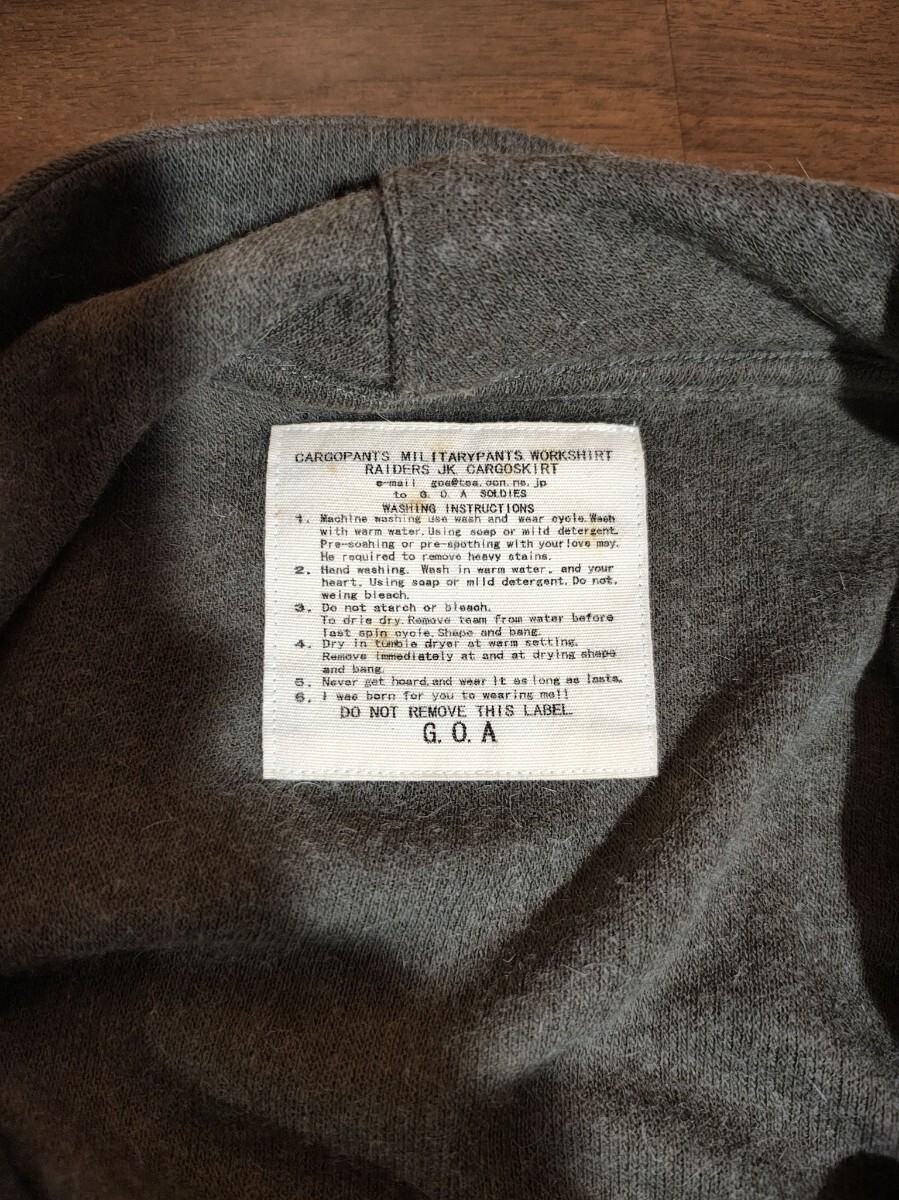 CARGOPANTS MILITARYPANTS WORKSHIRT
RAIDERS JK CARGOSKIRT
e-mail goa@tea.ocn.ne.jp
to G. O. A SOLDIES
WASHING INSTRUCTIONS
1. Machine washing use wash and wear cycle. Wash
with warm water. Using soap or mild detergent.
Pre-soahing or pre-spothing with your love may.
He required to remove heavy stains.
2. Hand washing. Wash in warm water. and your
heart. Using soap or mild detergent. Do not.
weing bleach.
3. Do not starch or bleach.
To drie dry. Remove team from water before
last spin cycle. Shape and bang.
4. Dry in tumble dryer at warm setting.
Remove immediately at and at drying shape
and bang.
5. Never get hoard. and wear it as long as lasts.
6. I was born for you to wearing me!!
DO NOT REMOVE THIS LABEL.
G. O. A